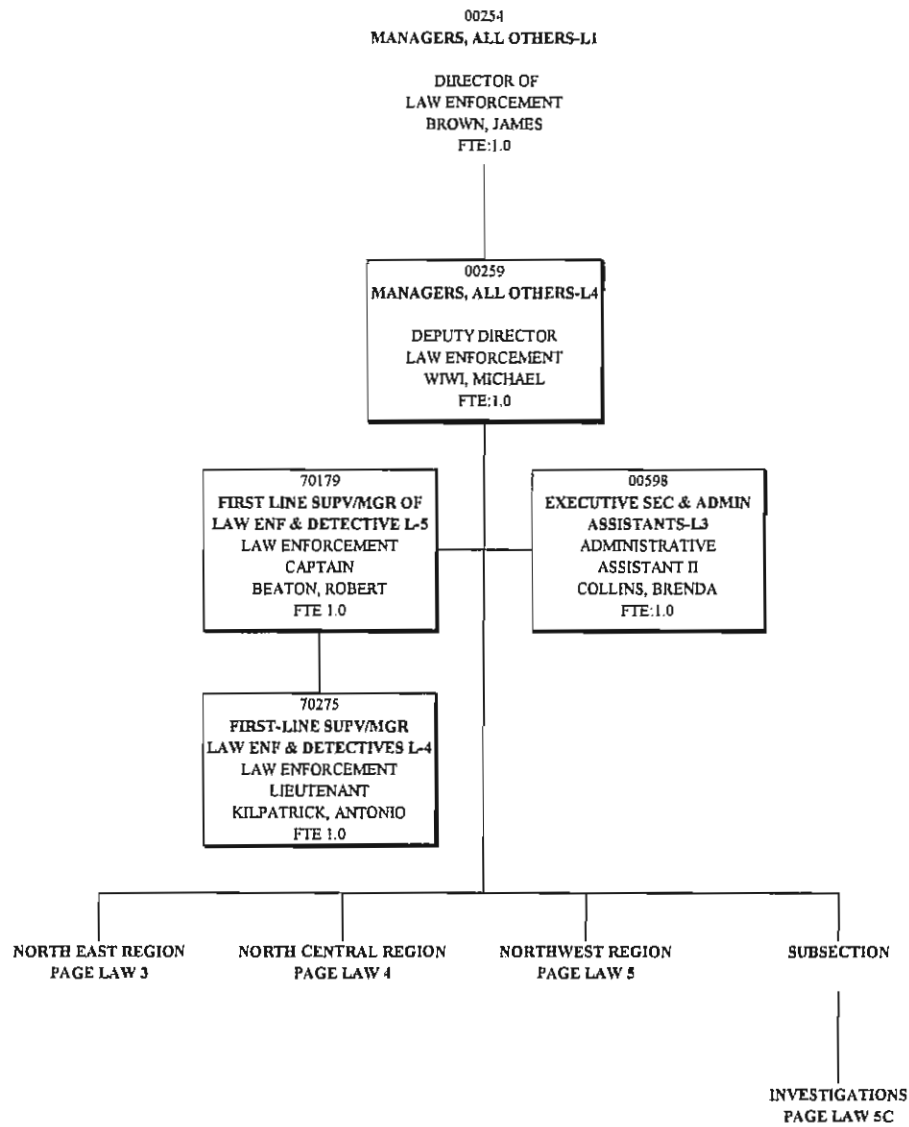 00254
MANAGERS, ALL OTHERS-L1
DIRECTOR OF
LAW ENFORCEMENT
BROWN, JAMES
FTE:1.0
00259
MANAGERS, ALL OTHERS-L4
DEPUTY DIRECTOR
LAW ENFORCEMENT
WIWI, MICHAEL
FTE:1.0
70179
FIRST LINE SUPV/MGR OF
LAW ENF & DETECTIVE L-5
LAW ENFORCEMENT
CAPTAIN
BEATON, ROBERT
FTE 1.0
00598
EXECUTIVE SEC & ADMIN
ASSISTANTS-L3
ADMINISTRATIVE
ASSISTANT II
COLLINS, BRENDA
FTE:1.0
70275
FIRST-LINE SUPV/MGR
LAW ENF & DETECTIVES L-4
LAW ENFORCEMENT
LIEUTENANT
KILPATRICK, ANTONIO
FTE 1.0
NORTH EAST REGION
PAGE LAW 3
NORTH CENTRAL REGION
PAGE LAW 4
NORTHWEST REGION
PAGE LAW 5
SUBSECTION
INVESTIGATIONS
PAGE LAW 5C